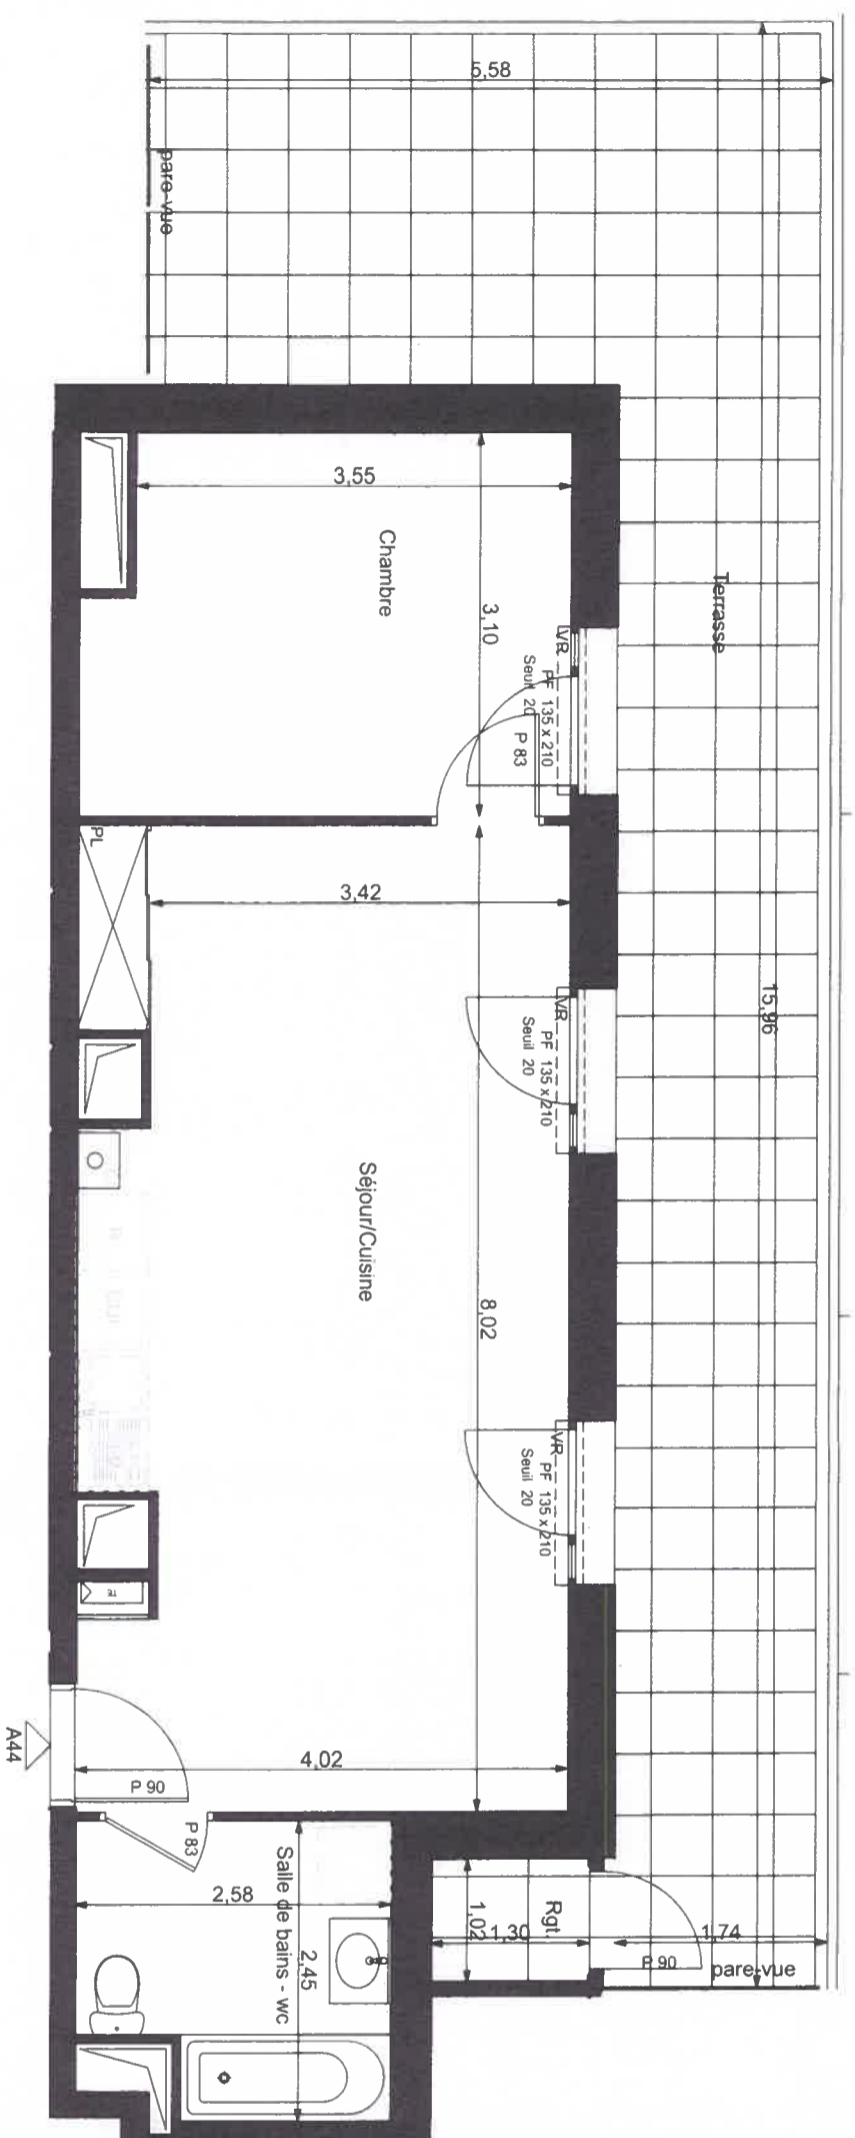 5,58
pare-vue
3,55
Chambre
3,10
Terrasse
VR
PF 135 x 210
Seuil 20
P 83
PL
3,42
15,96
VR
PF 135 x 210
Seuil 20
Séjour/Cuisine
8,02
VR
PF 135 x 210
Seuil 20
A44
P 90
4,02
P 83
Salle de bains - wc
2,58
2,45
Rgt.
1,02
1,30
1,74
P 90
pare-vue